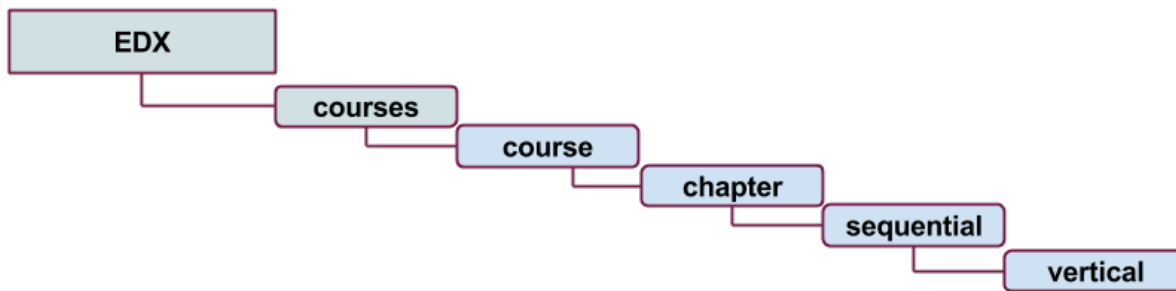 EDX
courses
course
chapter
sequential
vertical